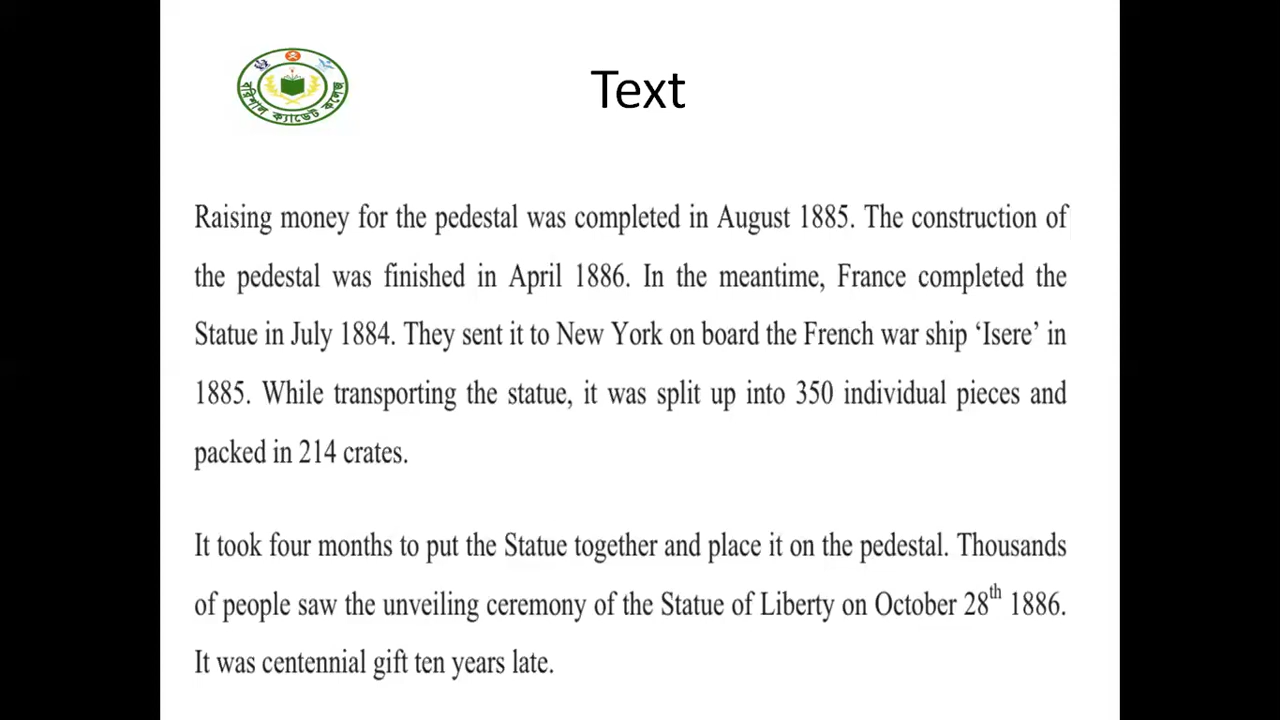 বরিশাল ক্যাডেট কলেজ
Text
Raising money for the pedestal was completed in August 1885. The construction of
the pedestal was finished in April 1886. In the meantime, France completed the
Statue in July 1884. They sent it to New York on board the French war ship ‘Isere’ in
1885. While transporting the statue, it was split up into 350 individual pieces and
packed in 214 crates.
It took four months to put the Statue together and place it on the pedestal. Thousands
of people saw the unveiling ceremony of the Statue of Liberty on October 28th 1886.
It was centennial gift ten years late.